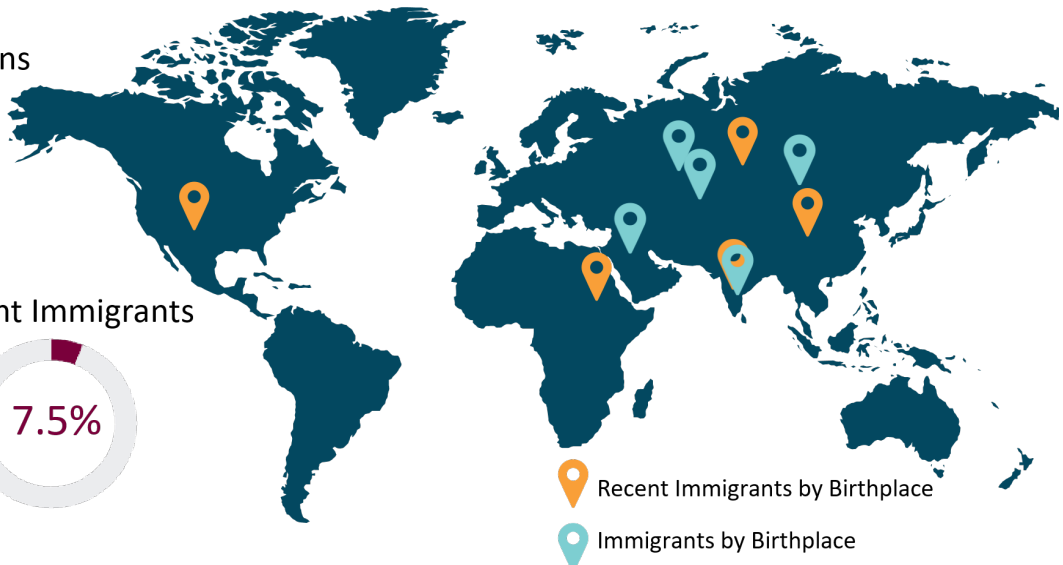 ns
nt Immigrants
7.5%
Recent Immigrants by Birthplace
Immigrants by Birthplace